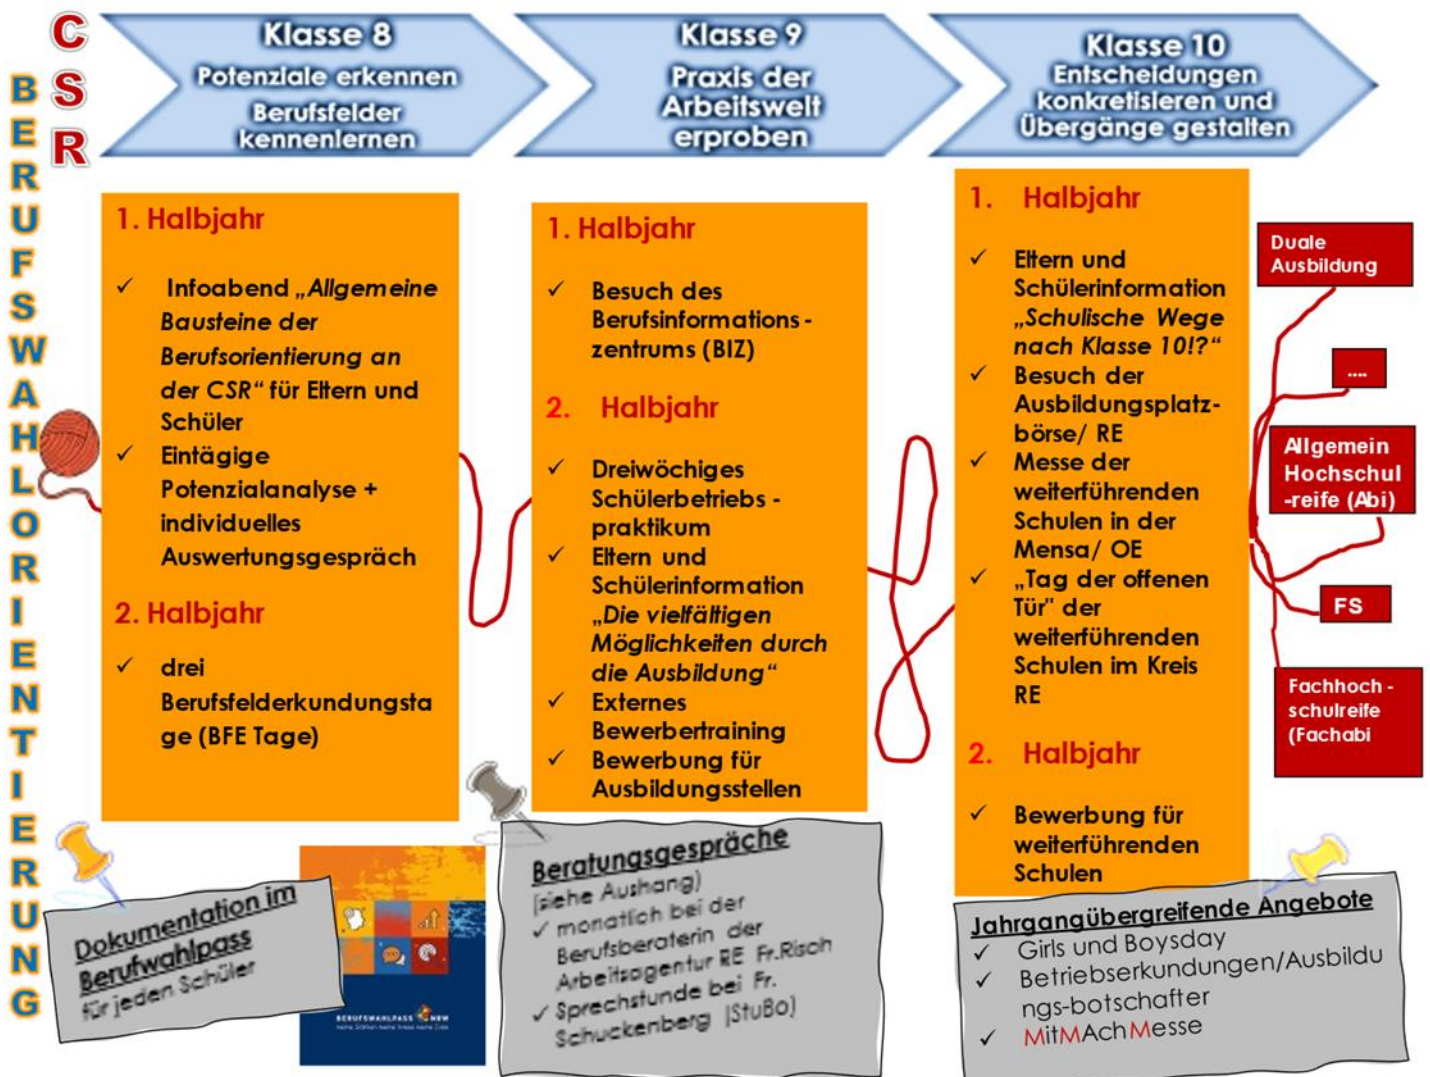 CSR
BERUFSWAHLORIENTIERUNG
Klasse 8
Potenziale erkennen
Berufsfelder
kennenlernen
Klasse 9
Praxis der
Arbeitswelt
erproben
Klasse 10
Entscheidungen
konkretisieren und
Übergänge gestalten
1. Halbjahr
✓ Infoabend „Allgemeine
Bausteine der
Berufsorientierung an
der CSR“ für Eltern und
Schüler
✓ Eintägige
Potenzialanalyse +
individuelles
Auswertungsgespräch
2. Halbjahr
✓ drei
Berufsfelderkundungsta
ge (BFE Tage)
1. Halbjahr
✓ Besuch des
Berufsinformations-
zentrums (BIZ)
2. Halbjahr
✓ Dreiwöchiges
Schülerbetriebs-
praktikum
✓ Eltern und
Schülerinformation
„Die vielfältigen
Möglichkeiten durch
die Ausbildung“
✓ Externes
Bewerbertraining
✓ Bewerbung für
Ausbildungsstellen
1. Halbjahr
✓ Eltern und
Schülerinformation
„Schulische Wege
nach Klasse 10!?“
✓ Besuch der
Ausbildungsplatz-
börse/ RE
✓ Messe der
weiterführenden
Schulen in der
Mensa/ OE
✓ „Tag der offenen
Tür" der
weiterführenden
Schulen im Kreis
RE
2. Halbjahr
✓ Bewerbung für
weiterführenden
Schulen
Duale
Ausbildung
....
Allgemein
Hochschul
-reife (Abi)
FS
Fachhoch-
schulreife
(Fachabi
Dokumentation im
Berufwahlpass
für jeden Schüler
BERUFSWAHLPASS NRW
Beratungsgespräche
(siehe Aushang)
✓ monatlich bei der
Berufsberaterin der
Arbeitsagentur RE Fr.Risch
✓ Sprechstunde bei Fr.
Schuckenberg (StuBo)
Jahrgangübergreifende Angebote
✓ Girls und Boysday
✓ Betriebserkundungen/Ausbildu
ngs-botschafter
✓ MitMAchMesse